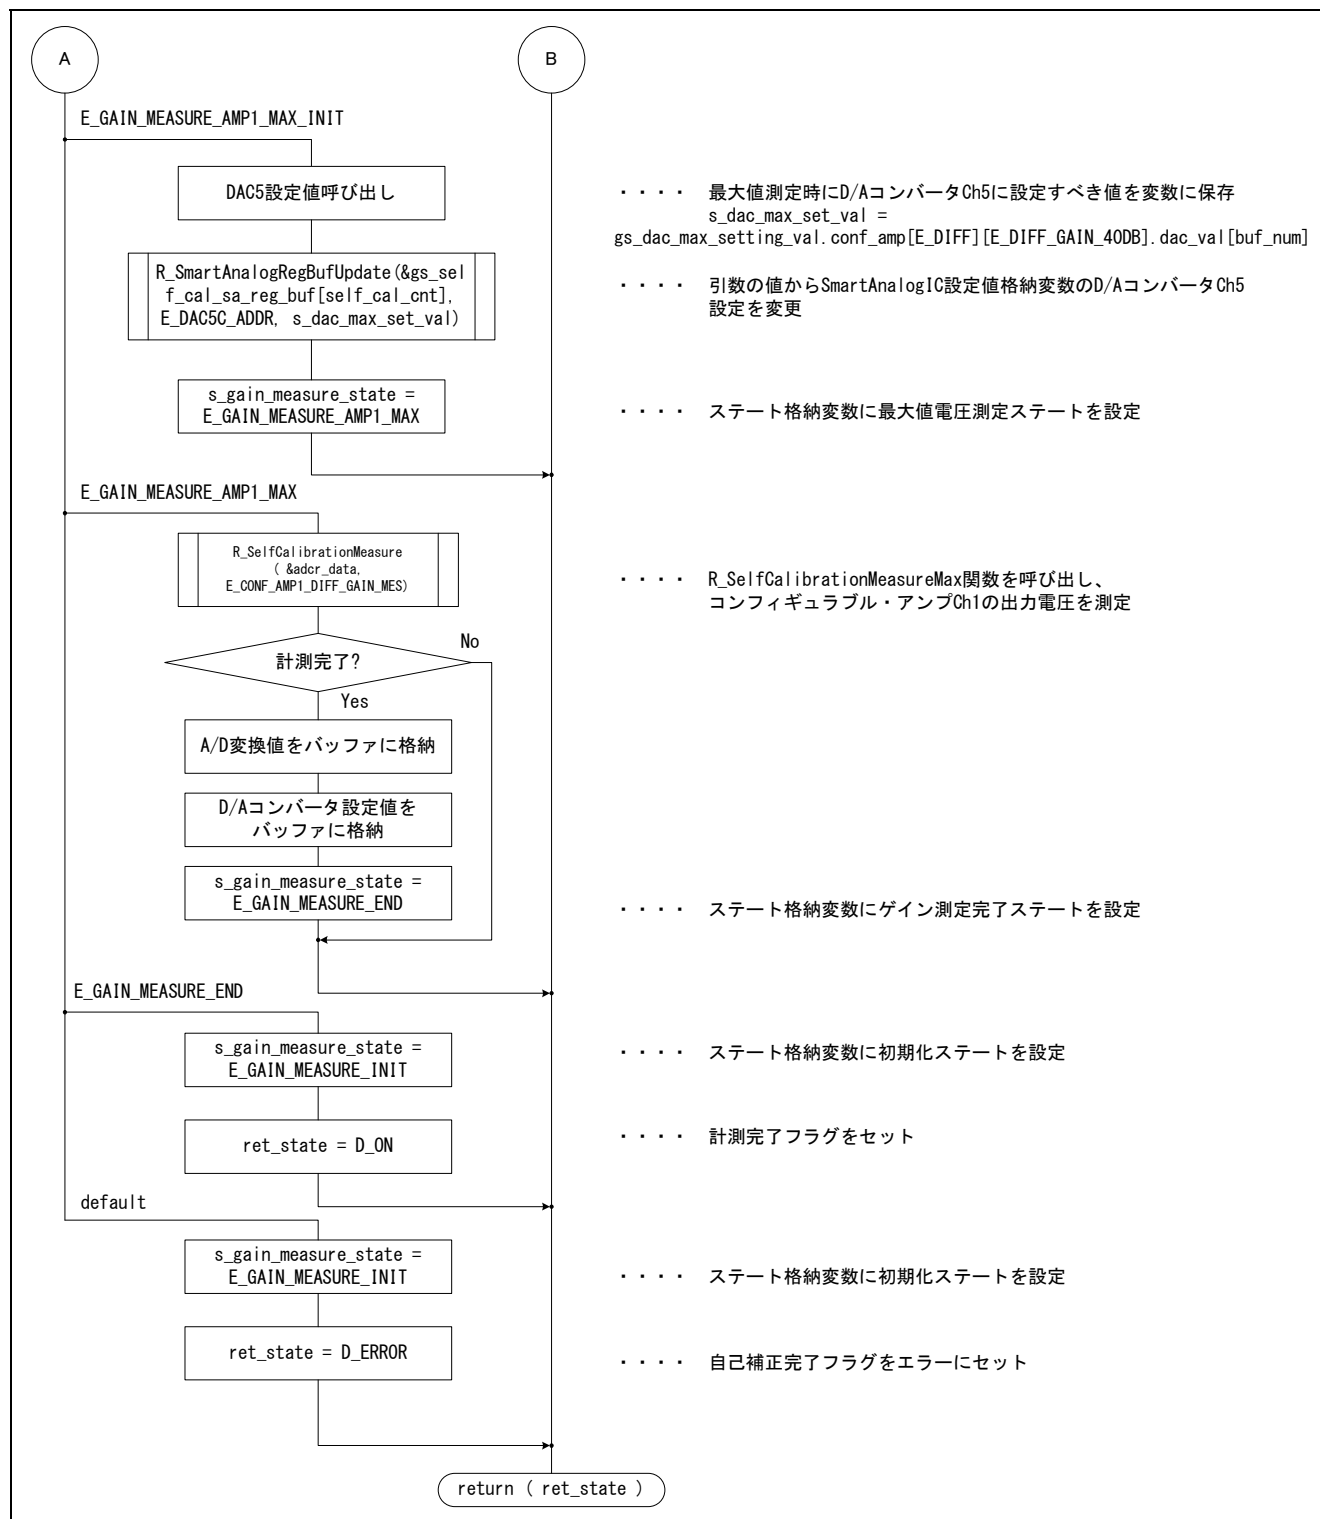 A
B
E_GAIN_MEASURE_AMP1_MAX_INIT
DAC5設定値呼び出し
・・・・ 最大値測定時にD/AコンバータCh5に設定すべき値を変数に保存
s_dac_max_set_val =
gs_dac_max_setting_val.conf_amp[E_DIFF][E_DIFF_GAIN_40DB].dac_val[buf_num]
R_SmartAnalogRegBufUpdate(&gs_sel
f_cal_sa_reg_buf[self_cal_cnt],
E_DAC5C_ADDR, s_dac_max_set_val)
・・・・ 引数の値からSmartAnalogIC設定値格納変数のD/AコンバータCh5
設定を変更
s_gain_measure_state =
E_GAIN_MEASURE_AMP1_MAX
・・・・ ステート格納変数に最大値電圧測定ステートを設定
E_GAIN_MEASURE_AMP1_MAX
R_SelfCalibrationMeasure
( &adcr_data,
E_CONF_AMP1_DIFF_GAIN_MES)
・・・・ R_SelfCalibrationMeasureMax関数を呼び出し、
コンフィギュラブル・アンプCh1の出力電圧を測定
計測完了?
No
Yes
A/D変換値をバッファに格納
D/Aコンバータ設定値を
バッファに格納
s_gain_measure_state =
E_GAIN_MEASURE_END
・・・・ ステート格納変数にゲイン測定完了ステートを設定
E_GAIN_MEASURE_END
s_gain_measure_state =
E_GAIN_MEASURE_INIT
・・・・ ステート格納変数に初期化ステートを設定
ret_state = D_ON
・・・・ 計測完了フラグをセット
default
s_gain_measure_state =
E_GAIN_MEASURE_INIT
・・・・ ステート格納変数に初期化ステートを設定
ret_state = D_ERROR
・・・・ 自己補正完了フラグをエラーにセット
return ( ret_state )